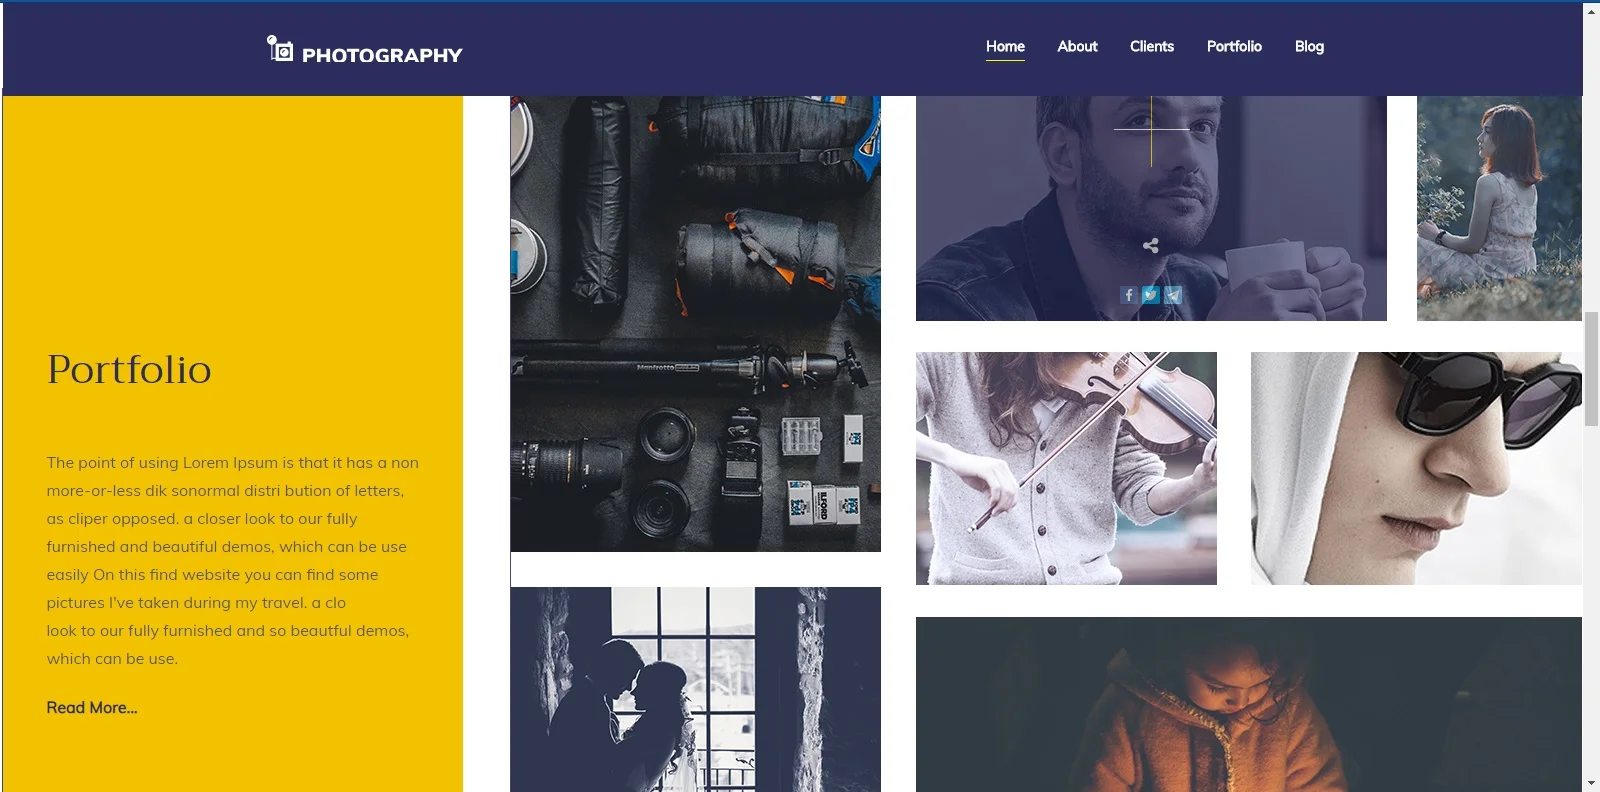 PHOTOGRAPHY
Home About Clients Portfolio Blog
Portfolio
The point of using Lorem Ipsum is that it has a non
more-or-less dik sonormal distri bution of letters,
as cliper opposed. a closer look to our fully
furnished and beautiful demos, which can be use
easily On this find website you can find some
pictures I've taken during my travel. a clo
look to our fully furnished and so beautful demos,
which can be use.
Read More...
Manfrotto
ILFORD